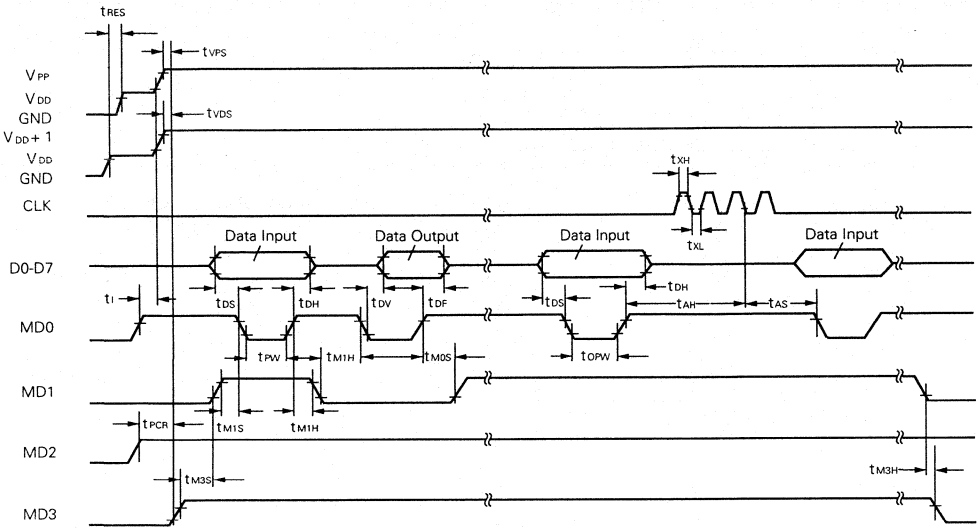 tRES
tVPS
VPP
VDD
GND
tVDS
VDD + 1
VDD
GND
tXH
CLK
tXL
Data Input Data Output Data Input Data Input
D0-D7
tI tDS tDH tDV tDF tDS tDH tAH tAS
MD0
tPW tM1H tM0S tOPW
MD1
tPCR tM1S tM1H
MD2
tM3S tM3H
MD3